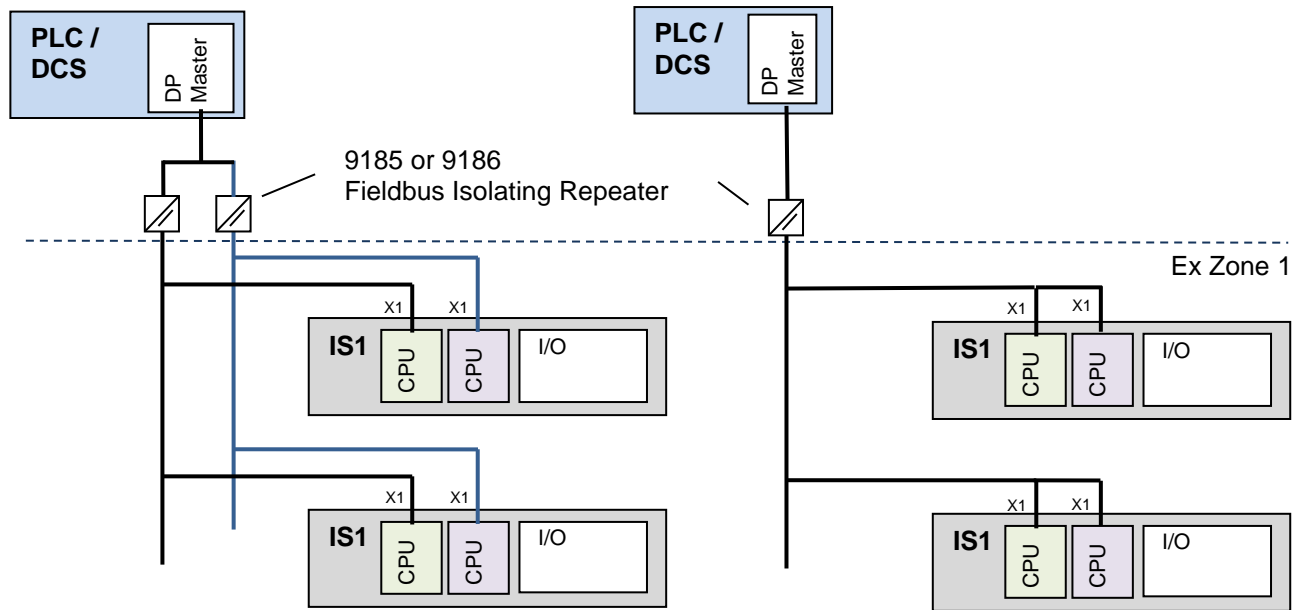 PLC /
DCS
DP
Master
PLC /
DCS
DP
Master
9185 or 9186
Fieldbus Isolating Repeater
Ex Zone 1
X1 X1
IS1 CPU CPU I/O
X1 X1
IS1 CPU CPU I/O
X1 X1
IS1 CPU CPU I/O
X1 X1
IS1 CPU CPU I/O